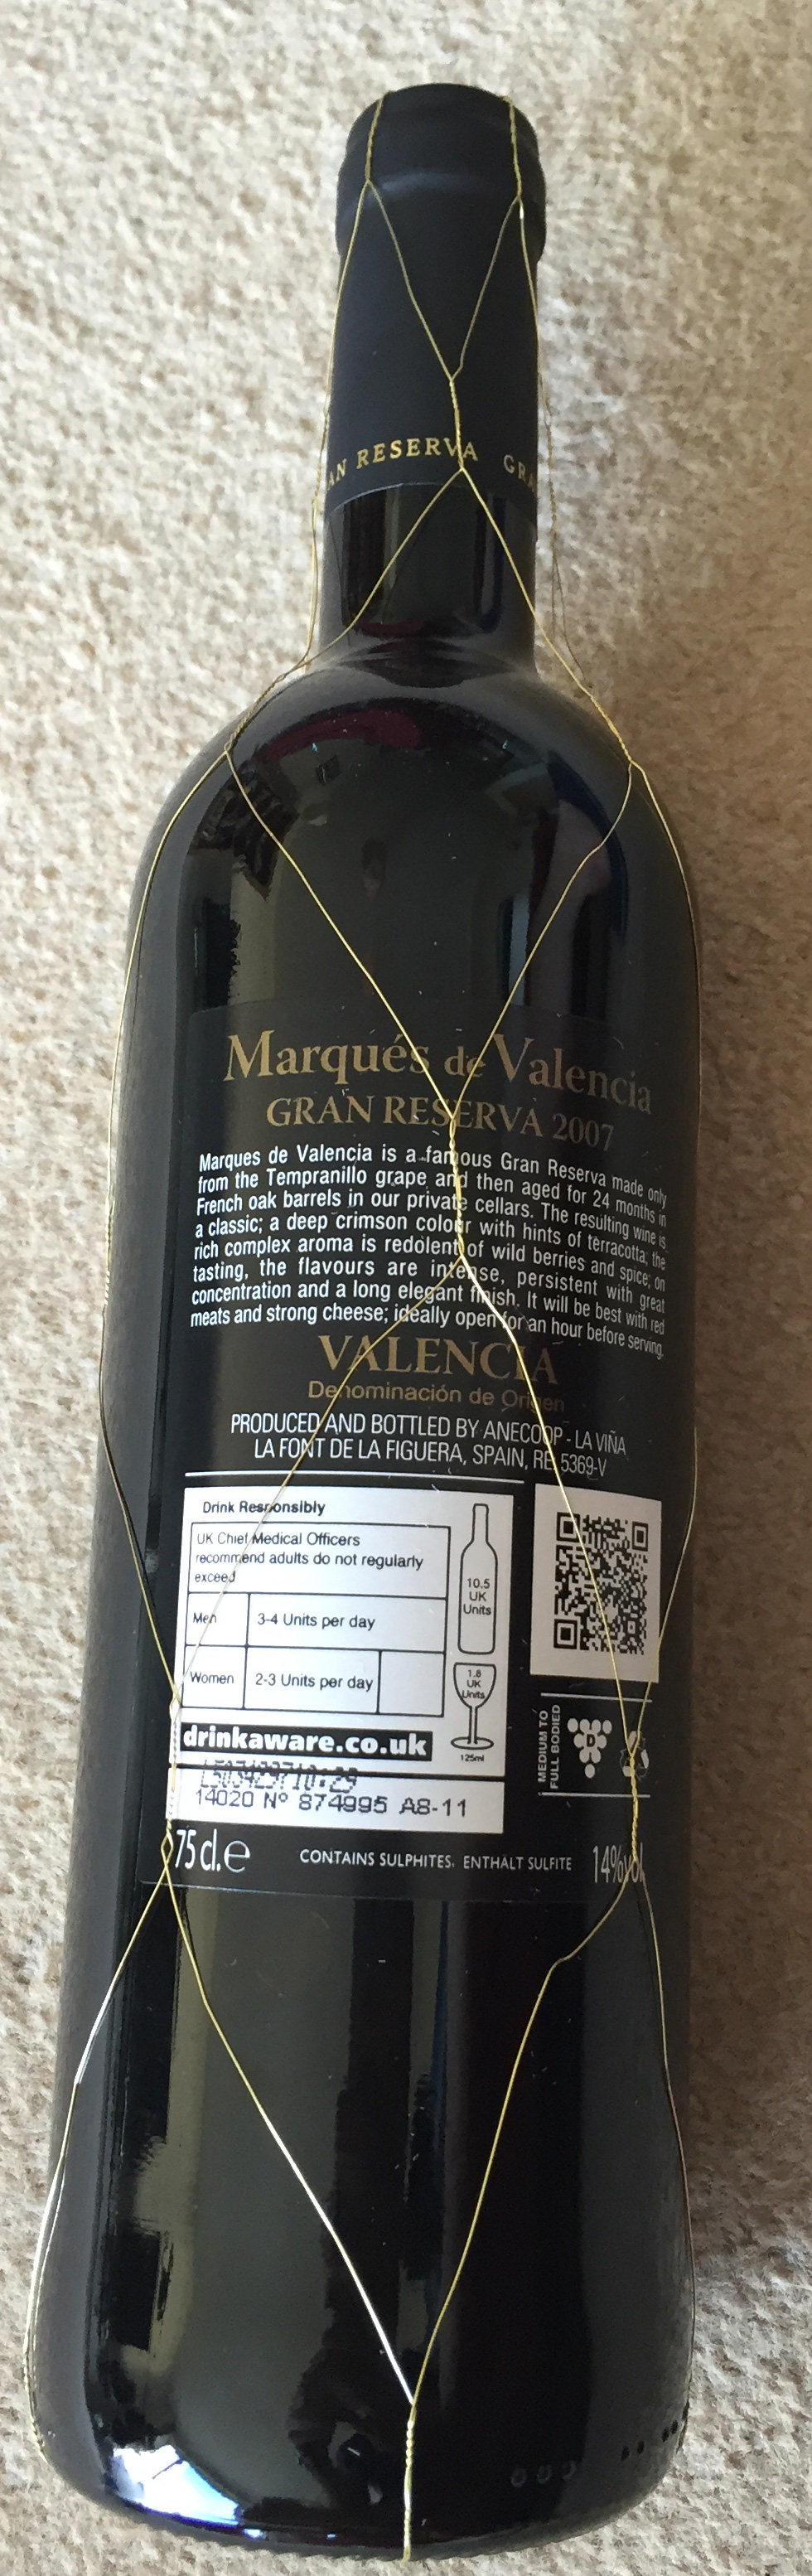 AN RESERVA GRA
Marqués de Valencia
GRAN RESERVA 2007
Marques de Valencia is a famous Gran Reserva made only
from the Tempranillo grape and then aged for 24 months in
French oak barrels in our private cellars. The resulting wine is
a classic; a deep crimson colour with hints of terracotta; the
rich complex aroma is redolent of wild berries and spice; on
tasting, the flavours are intense, persistent with great
concentration and a long elegant finish. It will be best with red
meats and strong cheese; ideally open for an hour before serving.
VALENCIA
Denominación de Origen
PRODUCED AND BOTTLED BY ANECOOP - LA VIÑA
LA FONT DE LA FIGUERA, SPAIN, RE 5369-V
Drink Responsibly
UK Chief Medical Officers
recommend adults do not regularly
exceed
Men 3-4 Units per day
Women 2-3 Units per day
10.5
UK
Units
1.8
UK
Units
125ml
drinkaware.co.uk
MEDIUM TO
FULL BODIED
D
14020 Nº 874995 A8-11
75 cl.e CONTAINS SULPHITES. ENTHÄLT SULFITE 14%vol.